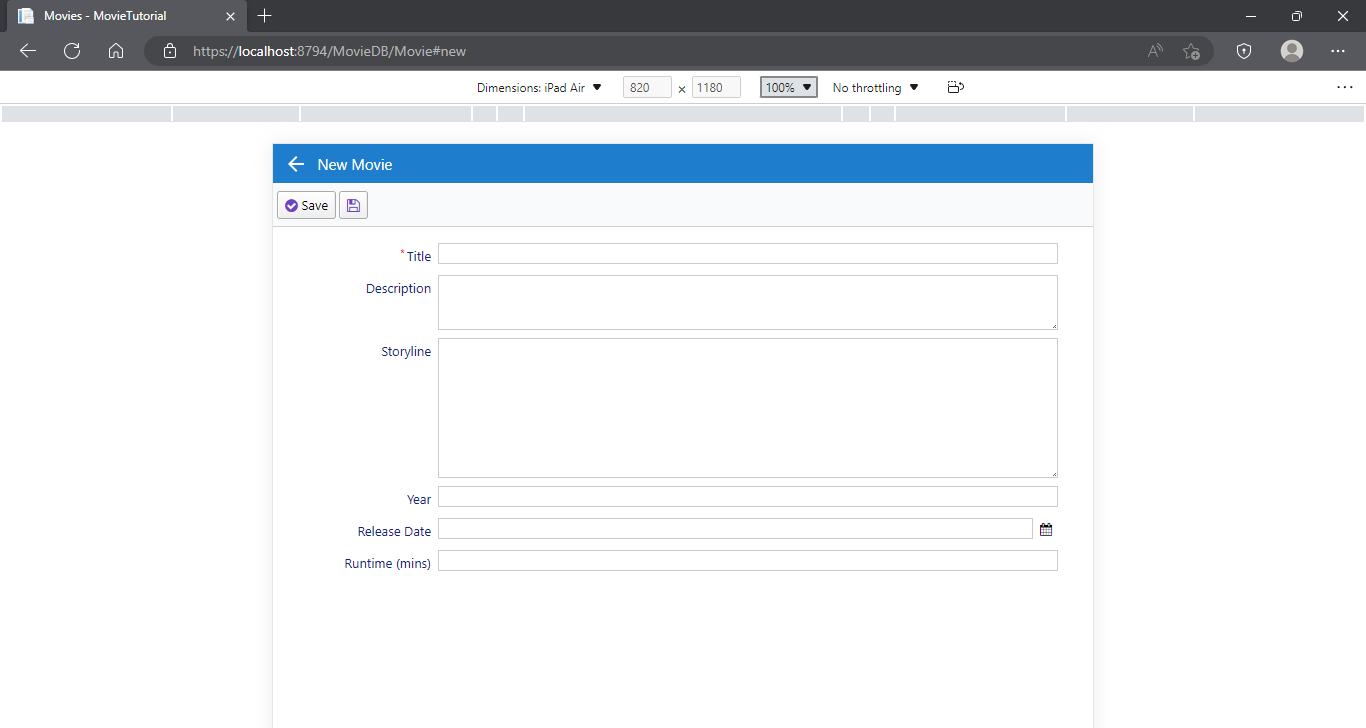 Movies - MovieTutorial
https://localhost:8794/MovieDB/Movie#new
Dimensions: iPad Air 820 × 1180 100% No throttling
New Movie
Save
*Title
Description
Storyline
Year
Release Date
Runtime (mins)